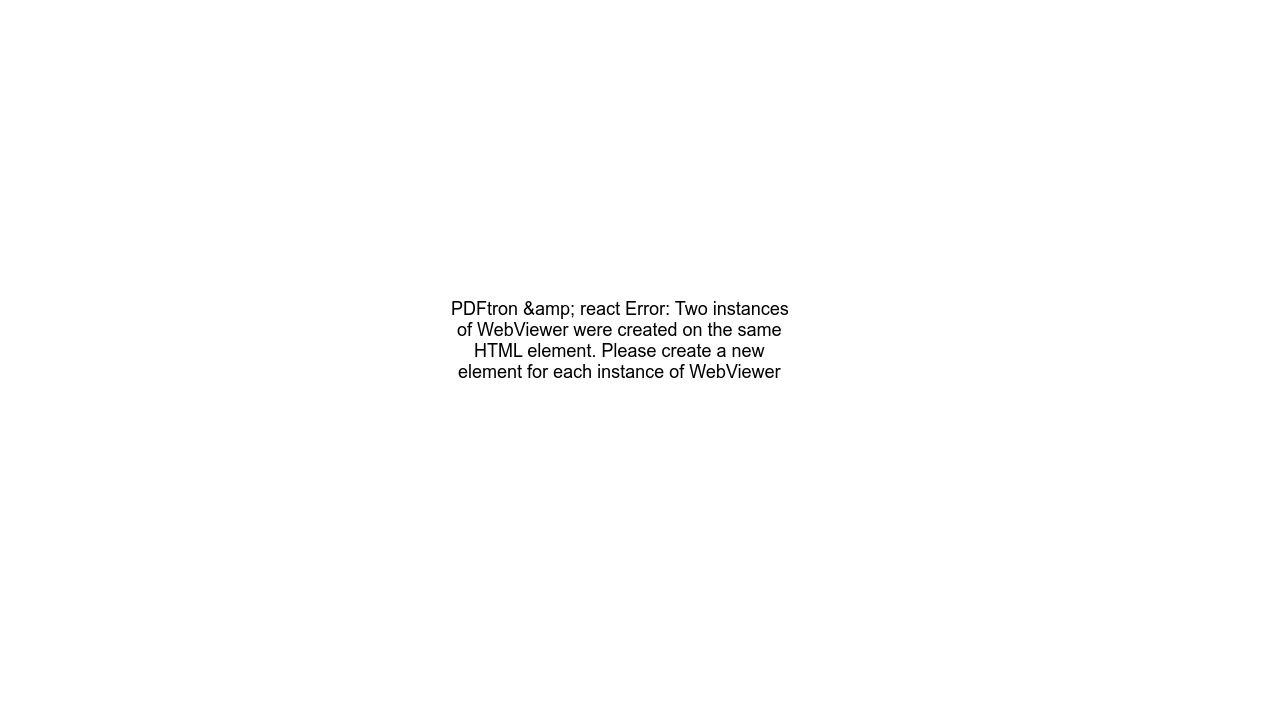 PDFtron &amp; react Error: Two instances
of WebViewer were created on the same
HTML element. Please create a new
element for each instance of WebViewer